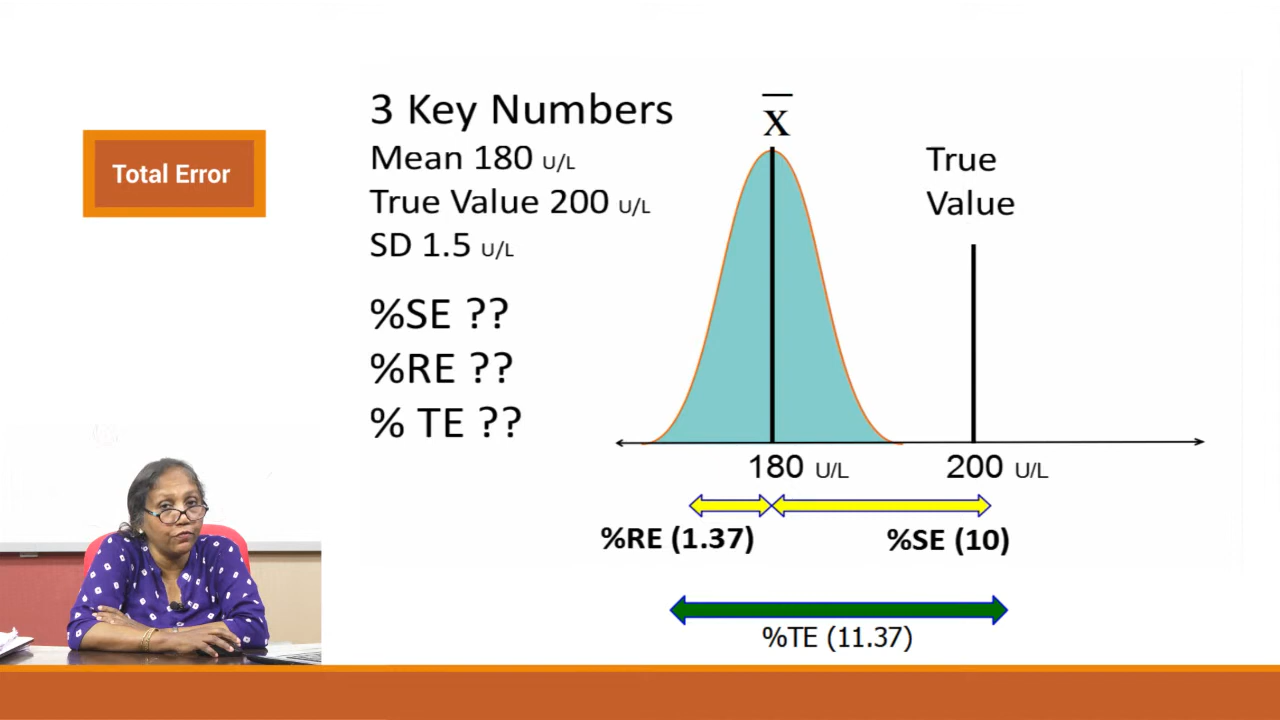 Total Error
3 Key Numbers
Mean 180 U/L
True Value 200 U/L
SD 1.5 U/L
%SE ??
%RE ??
% TE ??
X
True
Value
180 U/L
200 U/L
%RE (1.37)
%SE (10)
%TE (11.37)